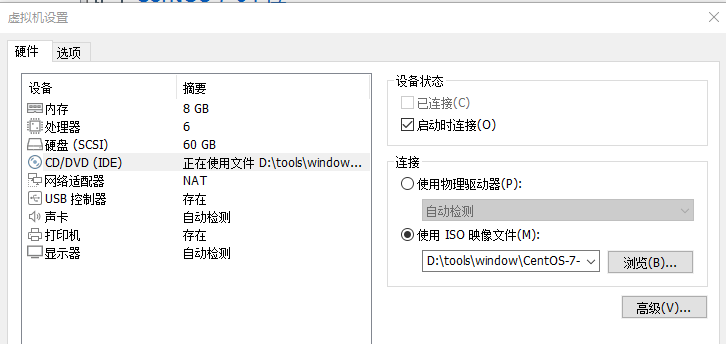 虚拟机设置
硬件 选项
设备 摘要
内存 8 GB
处理器 6
硬盘 (SCSI) 60 GB
CD/DVD (IDE) 正在使用文件 D:\tools\window...
网络适配器 NAT
USB 控制器 存在
声卡 自动检测
打印机 存在
显示器 自动检测
设备状态
已连接(C)
启动时连接(O)
连接
使用物理驱动器(P):
自动检测
使用 ISO 映像文件(M):
D:\tools\window\CentOS-7- 浏览(B)...
高级(V)...